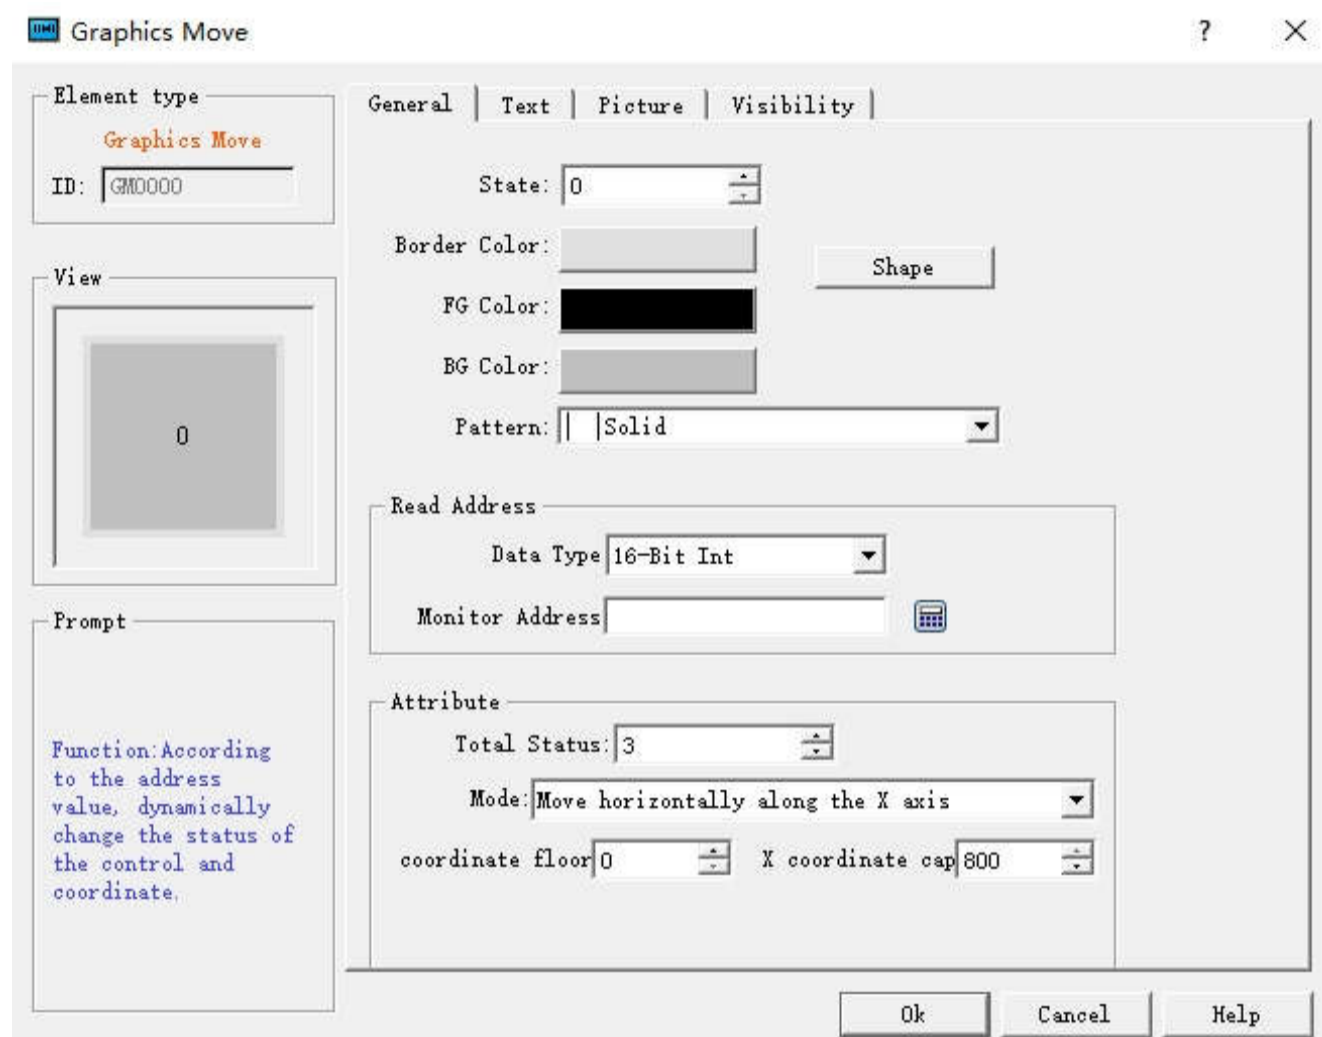 Graphics Move
?
Element type
Graphics Move
ID: GM0000
View
0
Prompt
Function:According
to the address
value, dynamically
change the status of
the control and
coordinate.
General
Text
Picture
Visibility
State: 0
Border Color:
Shape
FG Color:
BG Color:
Pattern: Solid
Read Address
Data Type 16-Bit Int
Monitor Address
Attribute
Total Status: 3
Mode: Move horizontally along the X axis
coordinate floor 0 X coordinate cap 800
Ok
Cancel
Help